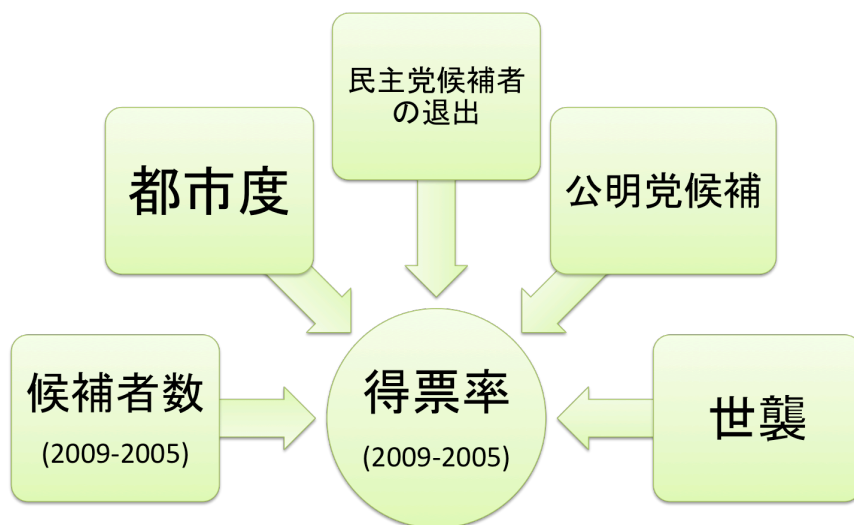 民主党候補者
の退出
都市度
公明党候補
候補者数
(2009-2005)
得票率
(2009-2005)
世襲